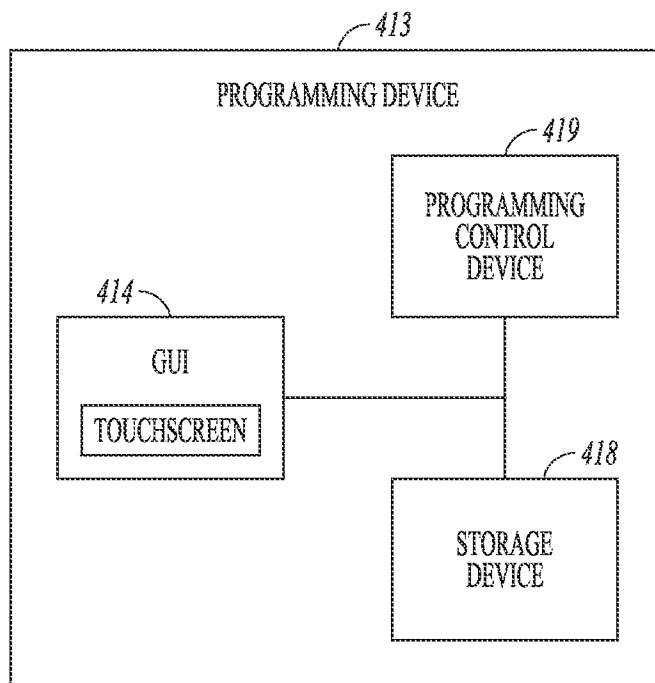 413
PROGRAMMING DEVICE
419
PROGRAMMING
CONTROL
DEVICE
414
GUI
TOUCHSCREEN
418
STORAGE
DEVICE